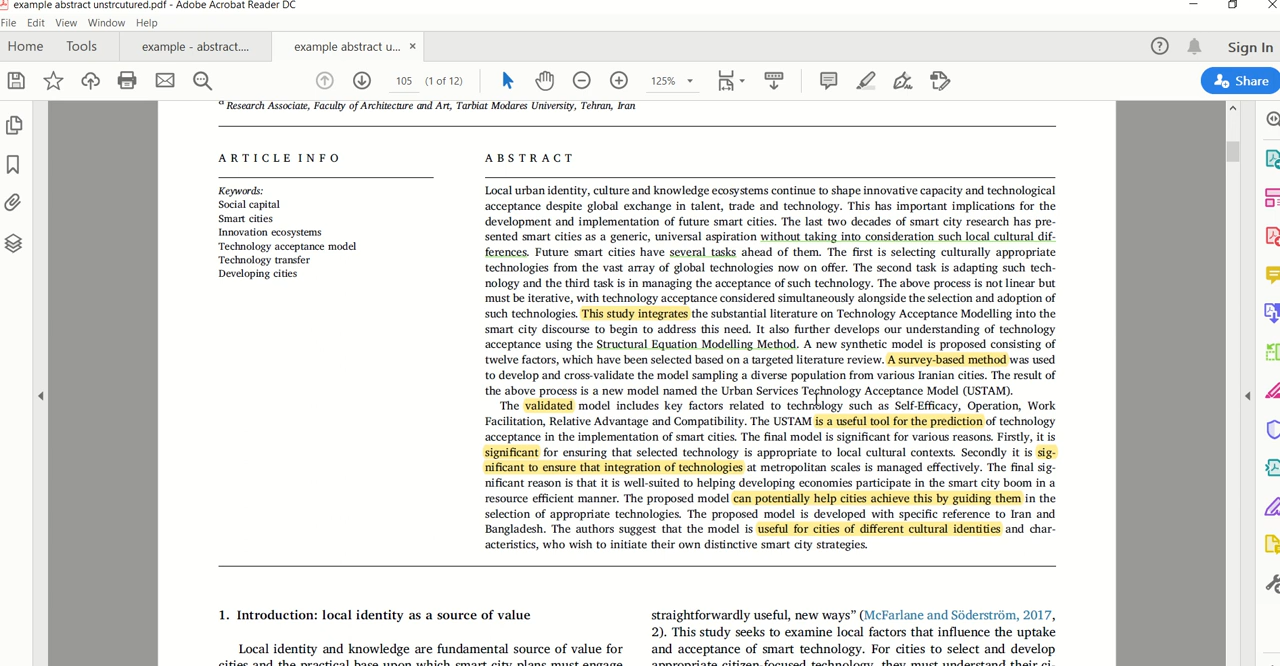 example abstract unstrcutured.pdf - Adobe Acrobat Reader DC
File Edit View Window Help
Home Tools example - abstract.... example abstract u... × Sign In
105 (1 of 12) 125% Share
a Research Associate, Faculty of Architecture and Art, Tarbiat Modares University, Tehran, Iran
ARTICLE INFO
Keywords:
Social capital
Smart cities
Innovation ecosystems
Technology acceptance model
Technology transfer
Developing cities
ABSTRACT
Local urban identity, culture and knowledge ecosystems continue to shape innovative capacity and technological
acceptance despite global exchange in talent, trade and technology. This has important implications for the
development and implementation of future smart cities. The last two decades of smart city research has pre-
sented smart cities as a generic, universal aspiration without taking into consideration such local cultural dif-
ferences. Future smart cities have several tasks ahead of them. The first is selecting culturally appropriate
technologies from the vast array of global technologies now on offer. The second task is adapting such tech-
nology and the third task is in managing the acceptance of such technology. The above process is not linear but
must be iterative, with technology acceptance considered simultaneously alongside the selection and adoption of
such technologies. This study integrates the substantial literature on Technology Acceptance Modelling into the
smart city discourse to begin to address this need. It also further develops our understanding of technology
acceptance using the Structural Equation Modelling Method. A new synthetic model is proposed consisting of
twelve factors, which have been selected based on a targeted literature review. A survey-based method was used
to develop and cross-validate the model sampling a diverse population from various Iranian cities. The result of
the above process is a new model named the Urban Services Technology Acceptance Model (USTAM).
The validated model includes key factors related to technology such as Self-Efficacy, Operation, Work
Facilitation, Relative Advantage and Compatibility. The USTAM is a useful tool for the prediction of technology
acceptance in the implementation of smart cities. The final model is significant for various reasons. Firstly, it is
significant for ensuring that selected technology is appropriate to local cultural contexts. Secondly it is sig-
nificant to ensure that integration of technologies at metropolitan scales is managed effectively. The final sig-
nificant reason is that it is well-suited to helping developing economies participate in the smart city boom in a
resource efficient manner. The proposed model can potentially help cities achieve this by guiding them in the
selection of appropriate technologies. The proposed model is developed with specific reference to Iran and
Bangladesh. The authors suggest that the model is useful for cities of different cultural identities and char-
acteristics, who wish to initiate their own distinctive smart city strategies.
1. Introduction: local identity as a source of value
Local identity and knowledge are fundamental source of value for
cities and the practical base upon which smart city plans must engage
straightforwardly useful, new ways” (McFarlane and Söderström, 2017,
2). This study seeks to examine local factors that influence the uptake
and acceptance of smart technology. For cities to select and develop
appropriate citizen-focused technology, they must understand their ci-